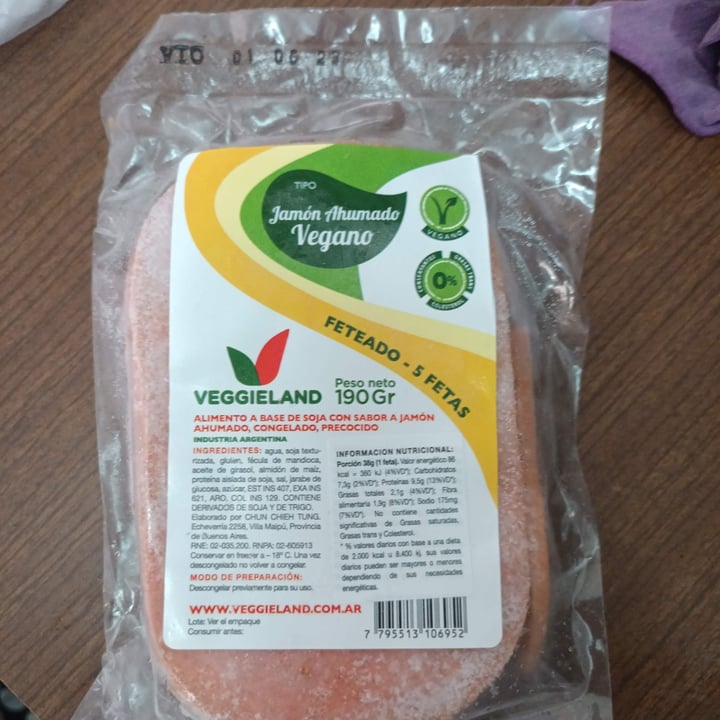 VTO 01 06 2
TIPO
Jamón Ahumado
Vegano
VEGANO
CONSERVANTES GRASAS TRANS
0%
COLESTEROL
FETEADO - 5 FETAS
VEGGIELAND
Peso neto
190Gr
ALIMENTO A BASE DE SOJA CON SABOR A JAMÓN
AHUMADO, CONGELADO, PRECOCIDO
INDUSTRIA ARGENTINA
INGREDIENTES: agua, soja textu-
rizada, gluten, fécula de mandioca,
aceite de girasol, almidón de maíz,
proteína aislada de soja, sal, jarabe de
glucosa, azúcar, EST INS 407, EXA INS
621, ARO, COL INS 129. CONTIENE
DERIVADOS DE SOJA Y DE TRIGO.
Elaborado por CHUN CHIEH TUNG.
Echeverría 2258, Villa Maipú, Provincia
de Buenos Aires.
RNE: 02-035,200. RNPA: 02-605913
Conservar en freezer a – 18° C. Una vez
descongelado no volver a congelar.
MODO DE PREPARACIÓN:
Descongelar previamente para su uso.
INFORMACION NUTRICIONAL:
Porción 38g (1 feta). Valor energético 86
kcal = 360 kJ (4%VD*); Carbohidratos
7,3g (2%VD*); Proteínas 9,5g (13%VD*);
Grasas totales 2,1g (4%VD*); Fibra
alimentaria 1,9g (8%VD*); Sodio 175mg
(7%VD*). No contiene cantidades
significativas de Grasas saturadas,
Grasas trans y Colesterol.
* % valores diarios con base a una dieta
de 2.000 kcal u 8.400 kj, sus valores
diarios pueden ser mayores o menores
dependiendo de sus necesidades
energéticas.
WWW.VEGGIELAND.COM.AR
Lote: Ver el empaque
Consumir antes:
7 795513 106952